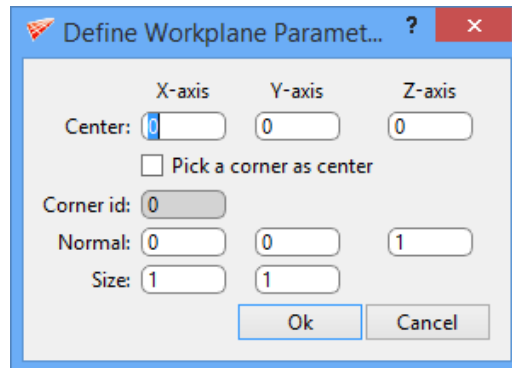 Define Workplane Paramet... ?
X-axis Y-axis Z-axis
Center: 0 0 0
Pick a corner as center
Corner id: 0
Normal: 0 0 1
Size: 1 1
Ok Cancel